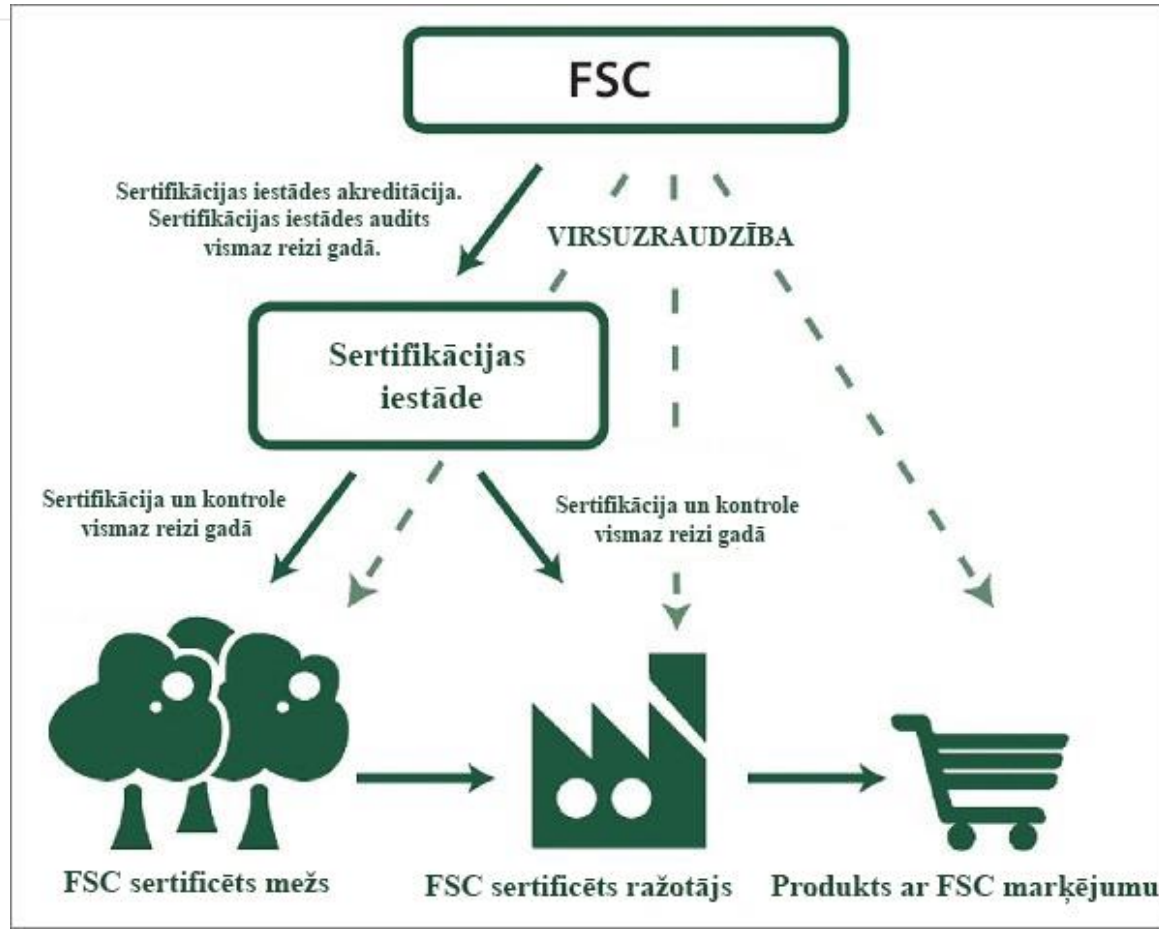 FSC
Sertifikācijas iestādes akreditācija.
Sertifikācijas iestādes audits
vismaz reizi gadā.
VIRSUZRAUDZĪBA
Sertifikācijas
iestāde
Sertifikācija un kontrole
vismaz reizi gadā
Sertifikācija un kontrole
vismaz reizi gadā
FSC sertificēts mežs
FSC sertificēts ražotājs
Produkts ar FSC marķējumu